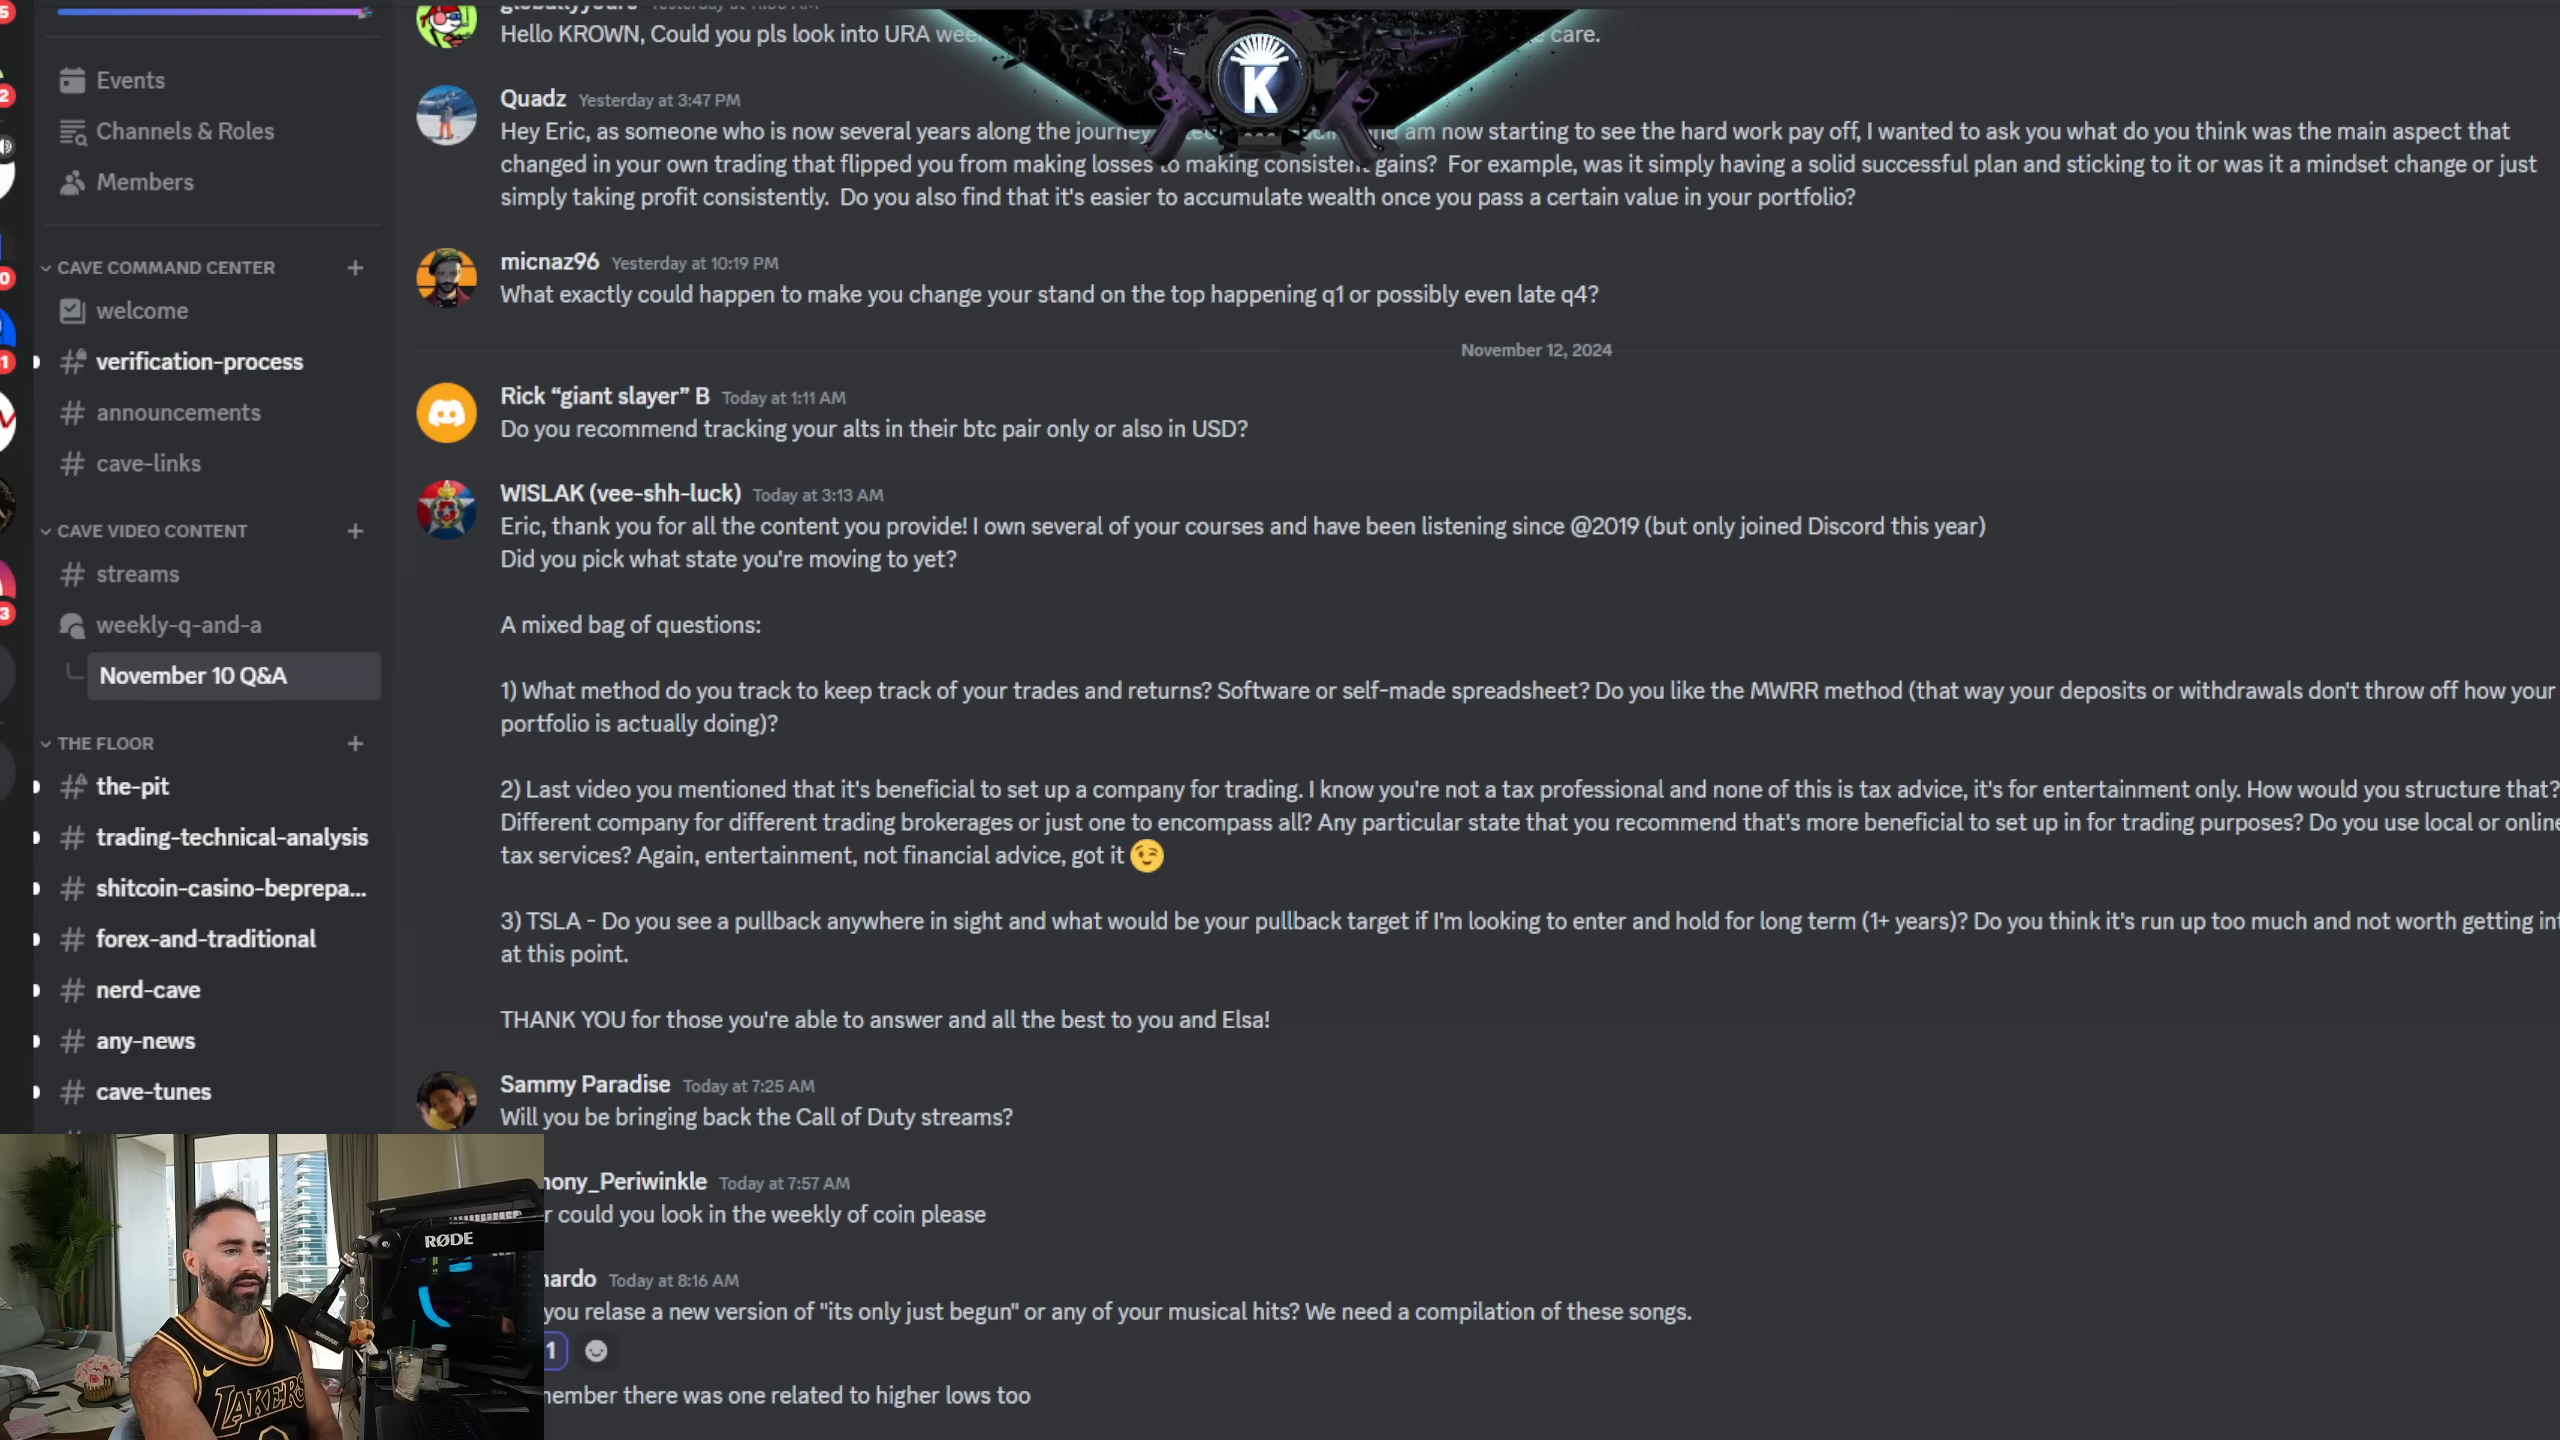 Events
Channels & Roles
Members
CAVE COMMAND CENTER
welcome
verification-process
announcements
cave-links
CAVE VIDEO CONTENT
streams
weekly-q-and-a
November 10 Q&A
THE FLOOR
the-pit
trading-technical-analysis
shitcoin-casino-beprepa...
forex-and-traditional
nerd-cave
any-news
cave-tunes
Hello KROWN, Could you pls look into URA care.
K
Quadz Yesterday at 3:47 PM
Hey Eric, as someone who is now several years along the journey am now starting to see the hard work pay off, I wanted to ask you what do you think was the main aspect that
changed in your own trading that flipped you from making losses to making consistent gains? For example, was it simply having a solid successful plan and sticking to it or was it a mindset change or just
simply taking profit consistently. Do you also find that it's easier to accumulate wealth once you pass a certain value in your portfolio?
micnaz96 Yesterday at 10:19 PM
What exactly could happen to make you change your stand on the top happening q1 or possibly even late q4?
November 12, 2024
Rick “giant slayer” B Today at 1:11 AM
Do you recommend tracking your alts in their btc pair only or also in USD?
WISLAK (vee-shh-luck) Today at 3:13 AM
Eric, thank you for all the content you provide! I own several of your courses and have been listening since @2019 (but only joined Discord this year)
Did you pick what state you're moving to yet?
A mixed bag of questions:
1) What method do you track to keep track of your trades and returns? Software or self-made spreadsheet? Do you like the MWRR method (that way your deposits or withdrawals don't throw off how your
portfolio is actually doing)?
2) Last video you mentioned that it's beneficial to set up a company for trading. I know you're not a tax professional and none of this is tax advice, it's for entertainment only. How would you structure that?
Different company for different trading brokerages or just one to encompass all? Any particular state that you recommend that's more beneficial to set up in for trading purposes? Do you use local or online
tax services? Again, entertainment, not financial advice, got it 😉
3) TSLA - Do you see a pullback anywhere in sight and what would be your pullback target if I'm looking to enter and hold for long term (1+ years)? Do you think it's run up too much and not worth getting
at this point.
THANK YOU for those you're able to answer and all the best to you and Elsa!
Sammy Paradise Today at 7:25 AM
Will you be bringing back the Call of Duty streams?
hony_Periwinkle Today at 7:57 AM
r could you look in the weekly of coin please
nardo Today at 8:16 AM
you relase a new version of "its only just begun" or any of your musical hits? We need a compilation of these songs.
1
member there was one related to higher lows too
RØDE
SHURE
LAKERS